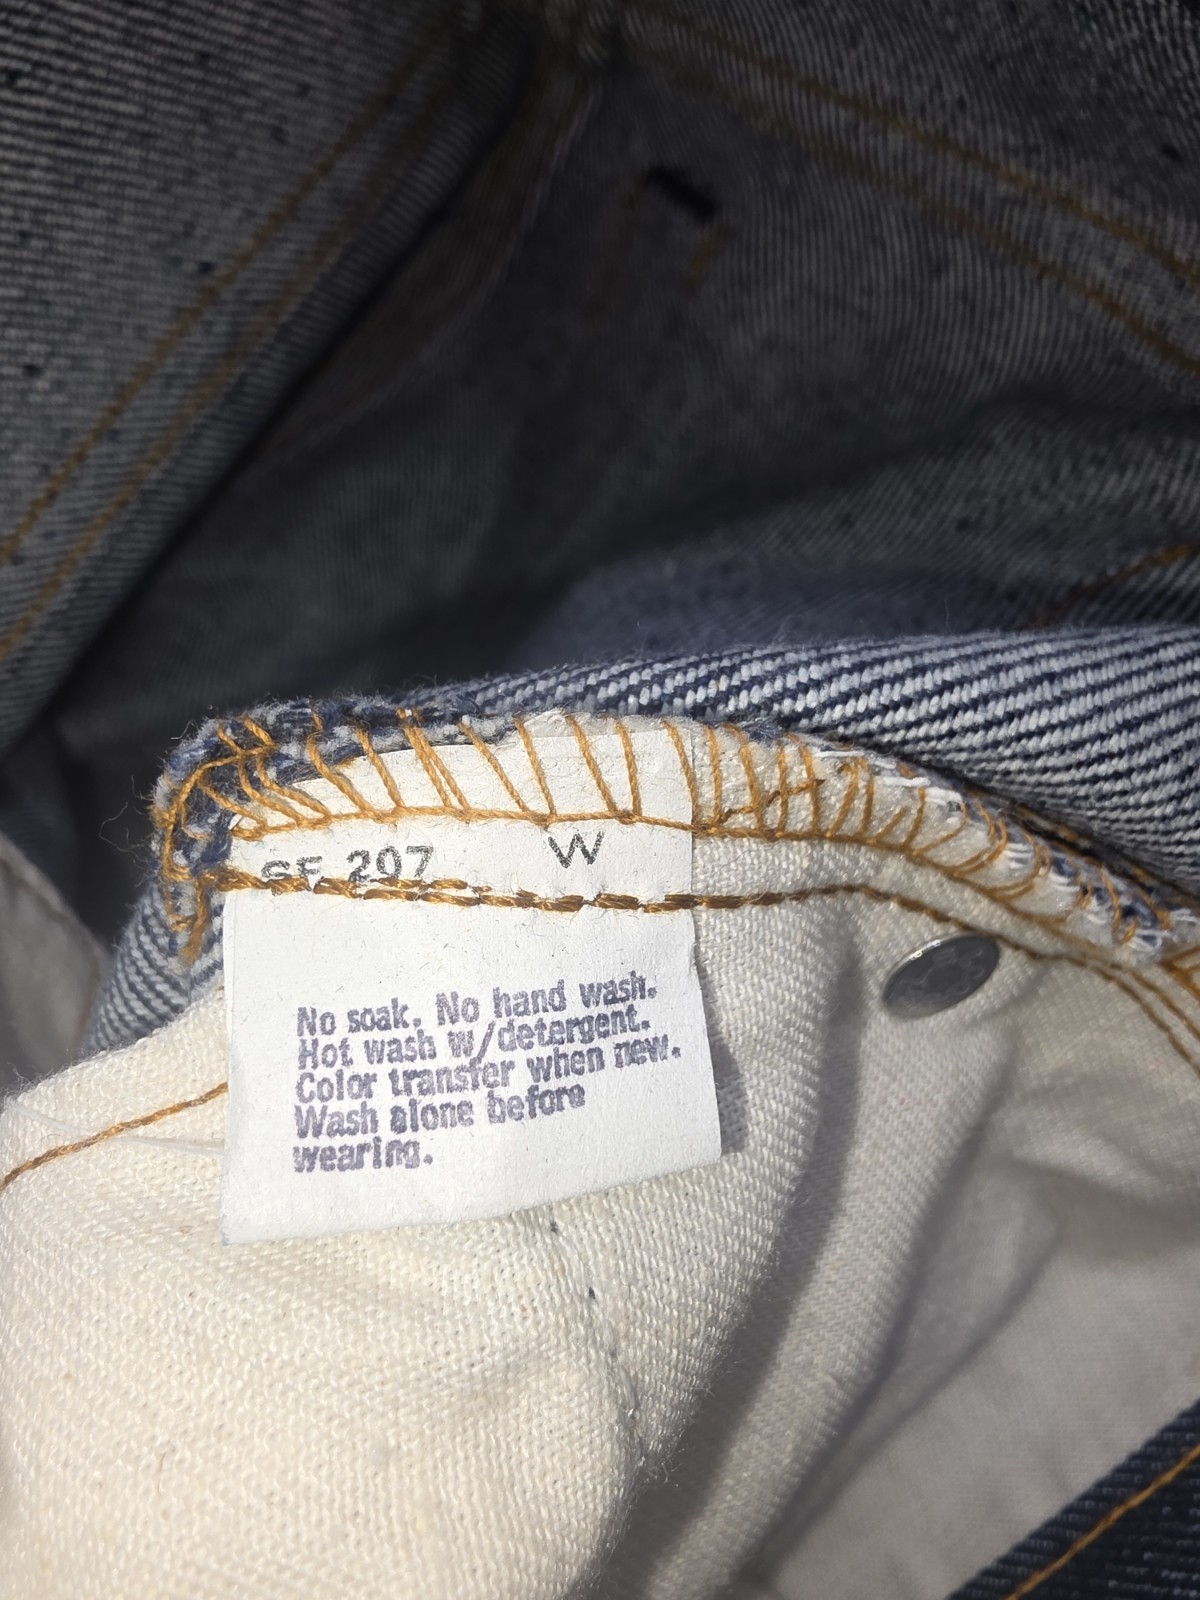 SF 207 W
No soak. No hand wash.
Hot wash w/detergent.
Color transfer when new.
Wash alone before
wearing.